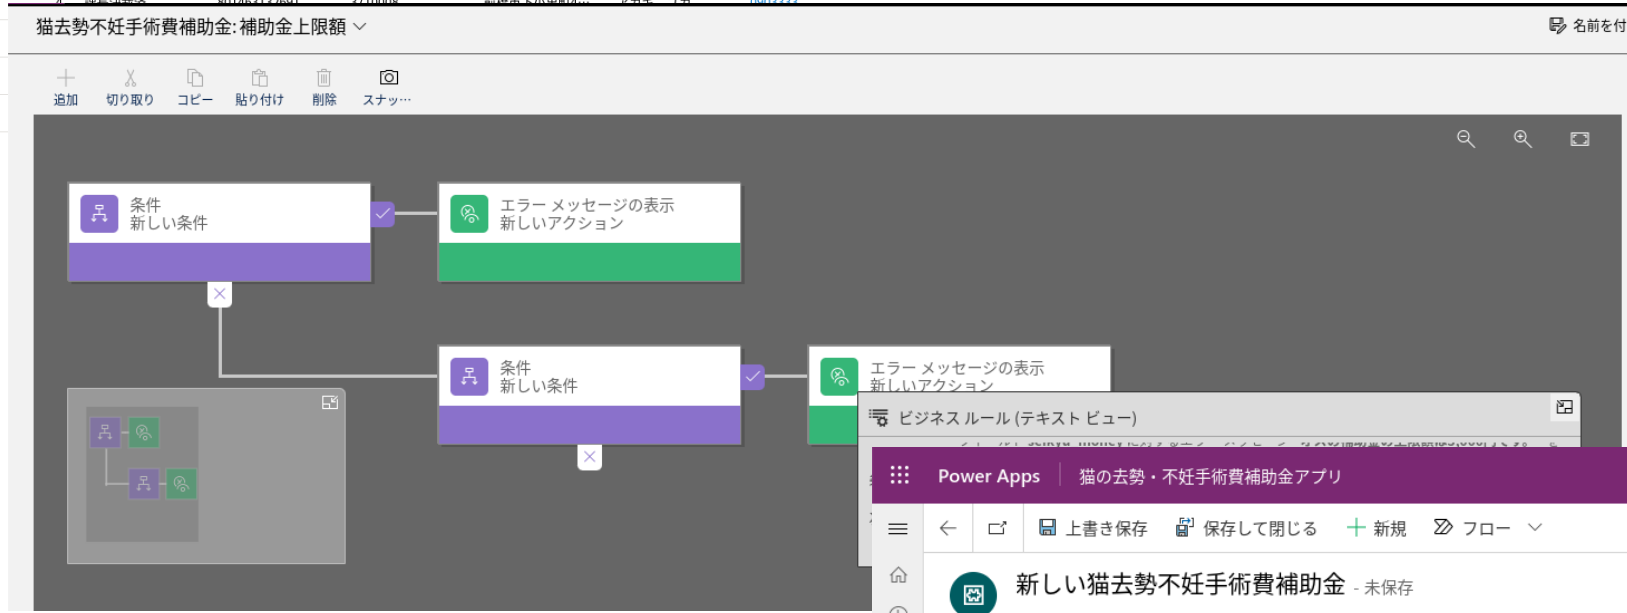 猫去勢不妊手術費補助金: 補助金上限額
名前を付
追加 切り取り コピー 貼り付け 削除 スナッ…
条件
新しい条件
エラー メッセージの表示
新しいアクション
条件
新しい条件
エラー メッセージの表示
新しいアクション
ビジネス ルール (テキスト ビュー)
Power Apps 猫の去勢・不妊手術費補助金アプリ
上書き保存 保存して閉じる 新規 フロー
新しい猫去勢不妊手術費補助金 - 未保存